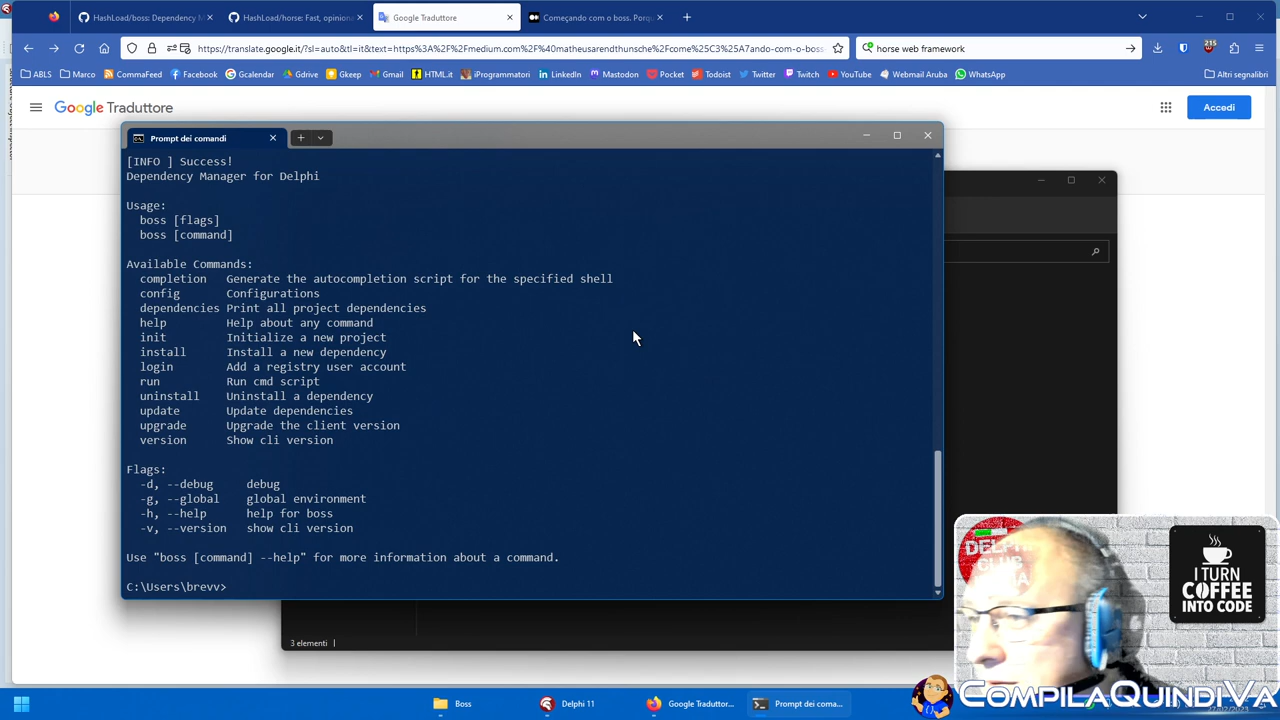 HashLoad/boss: Dependency M
HashLoad/horse: Fast, opinion
Google Traduttore
Começando com o boss. Porqu
https://translate.google.it/?sl=auto&tl=it&text=https%3A%2F%2Fmedium.com%2F%40matheusarendthunsche%2Fcome%25C3%25A7ando-com-o-boss-
horse web framework
215
ABLS
Marco
CommaFeed
Facebook
Gcalendar
Gdrive
Gkeep
Gmail
HTML.it
iProgrammatori
LinkedIn
Mastodon
Pocket
Todoist
Twitter
Twitch
YouTube
Webmail Aruba
WhatsApp
Altri segnalibri
Google Traduttore
Accedi
Prompt dei comandi
[INFO ] Success!
Dependency Manager for Delphi
Usage:
boss [flags]
boss [command]
Available Commands:
completion Generate the autocompletion script for the specified shell
config Configurations
dependencies Print all project dependencies
help Help about any command
init Initialize a new project
install Install a new dependency
login Add a registry user account
run Run cmd script
uninstall Uninstall a dependency
update Update dependencies
upgrade Upgrade the client version
version Show cli version
Flags:
-d, --debug debug
-g, --global global environment
-h, --help help for boss
-v, --version show cli version
Use "boss [command] --help" for more information about a command.
C:\Users\brevv>
3 elementi
I TURN
COFFEE
INTO CODE
COMPILAQUINDIVA
Boss
Delphi 11
Google Traduttor...
Prompt dei coma...